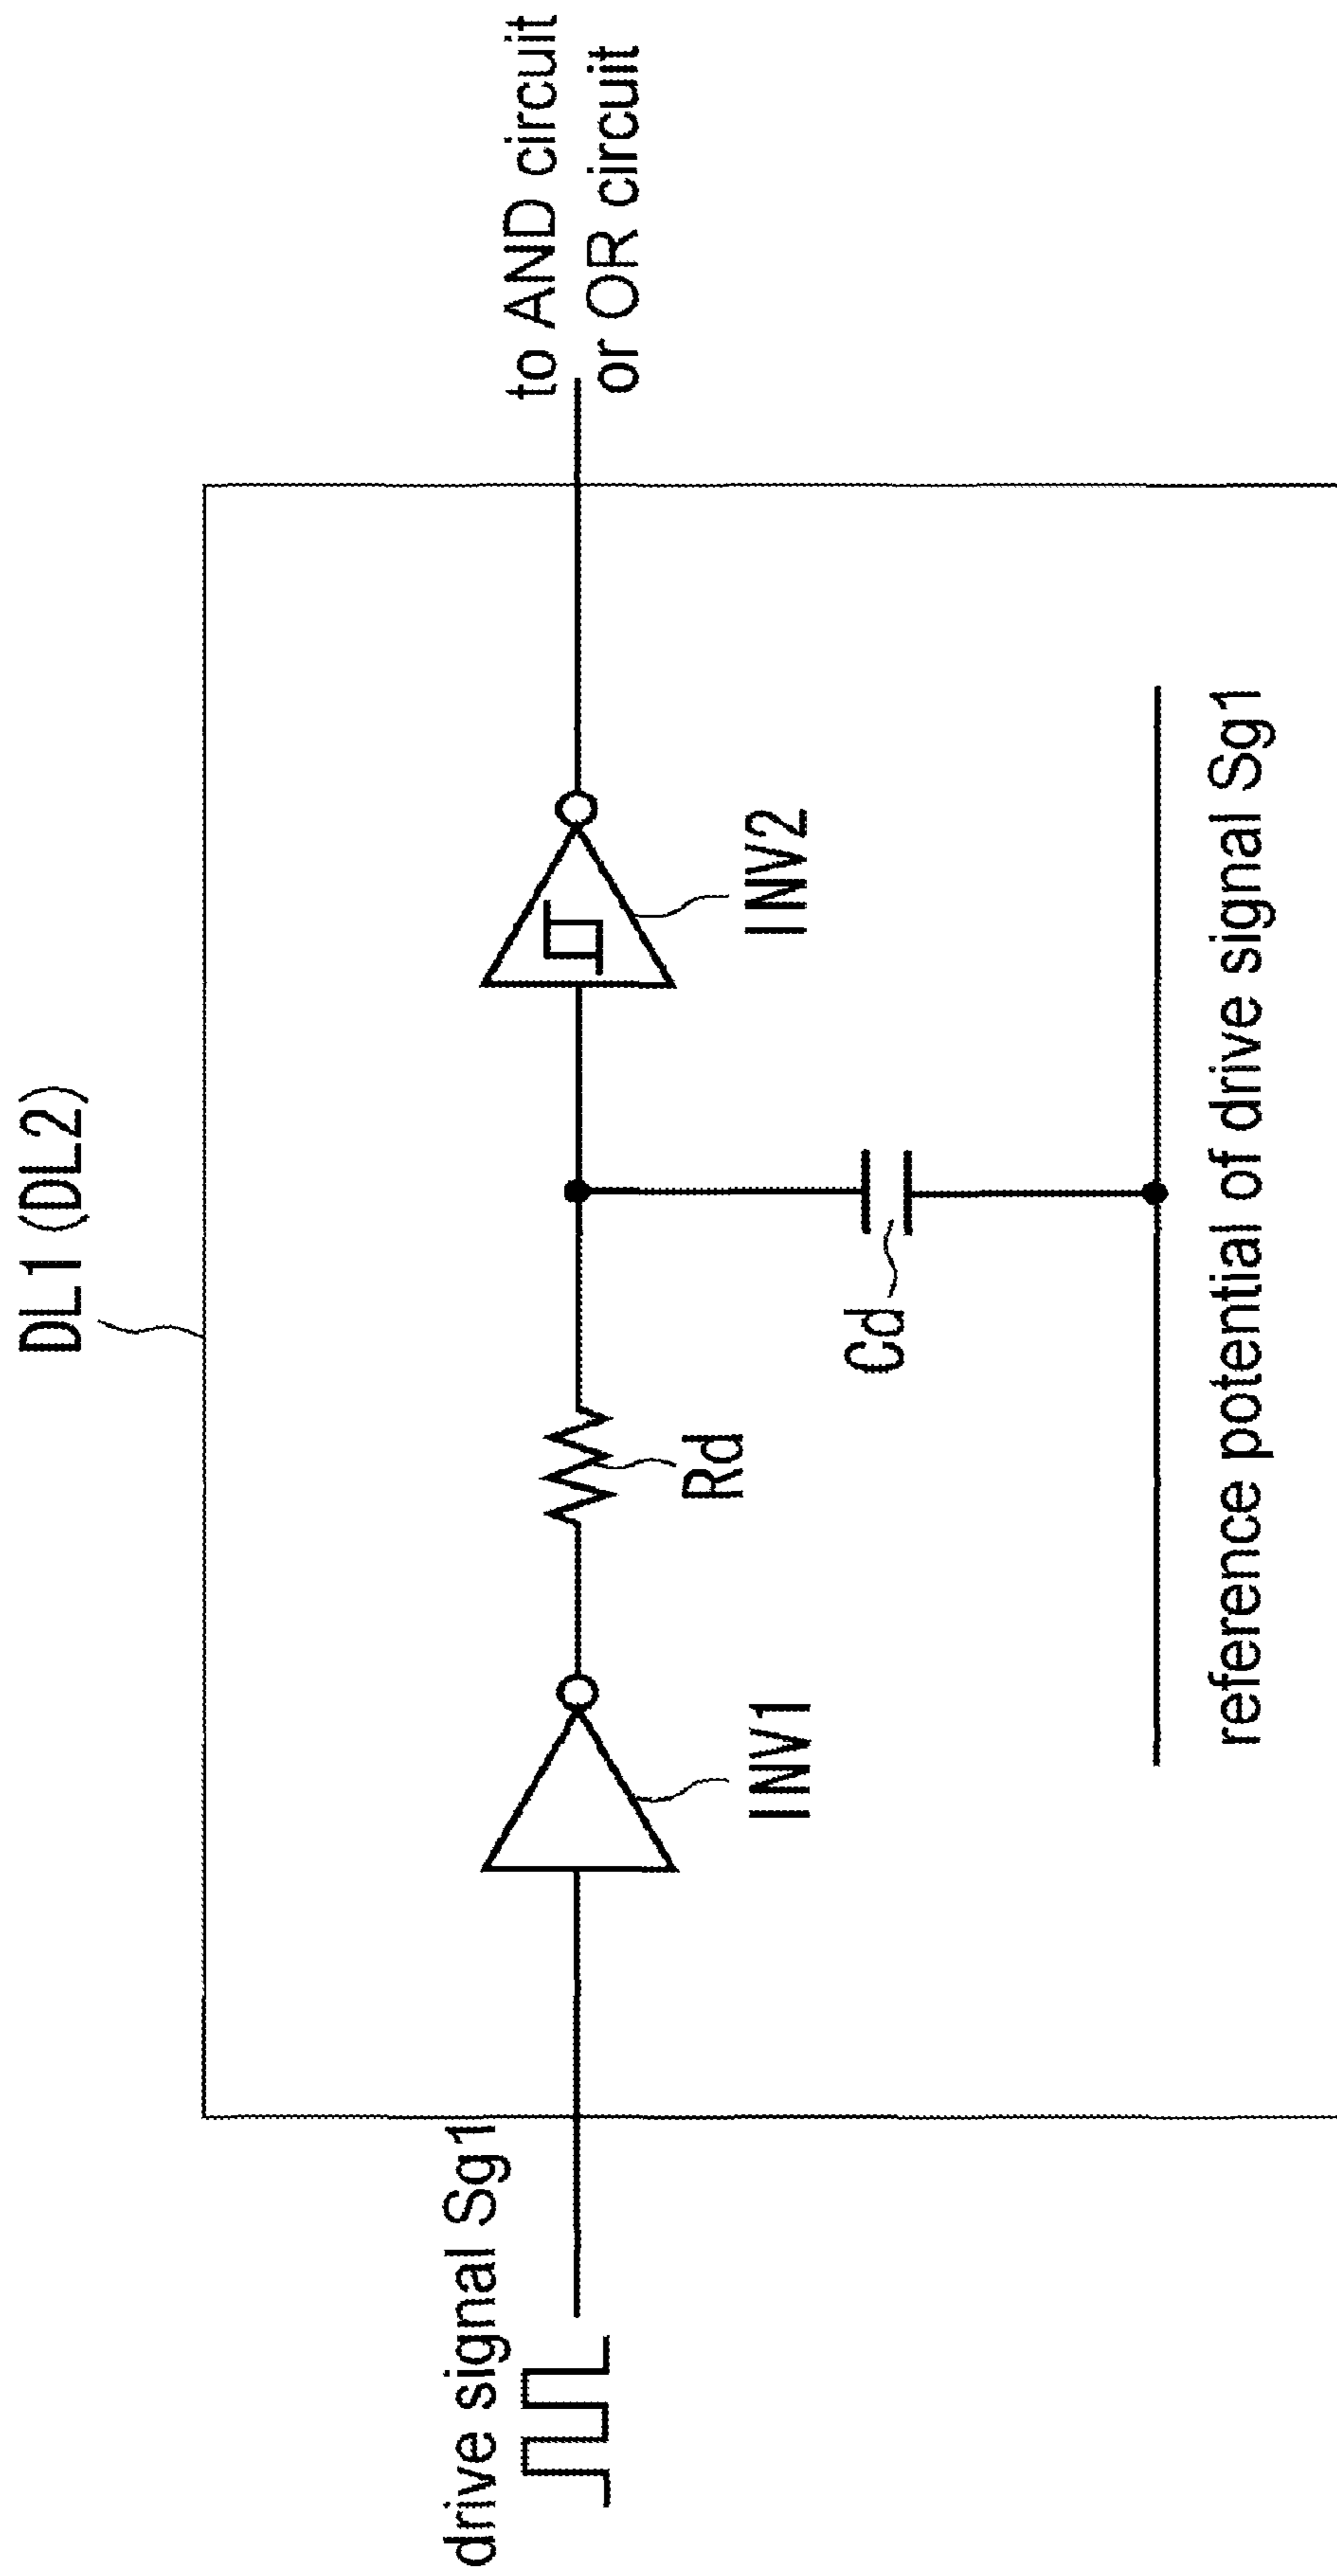 DL1 (DL2)
drive signal Sg1
to AND circuit
or OR circuit
INV1
Rd
Cd
INV2
reference potential of drive signal Sg1